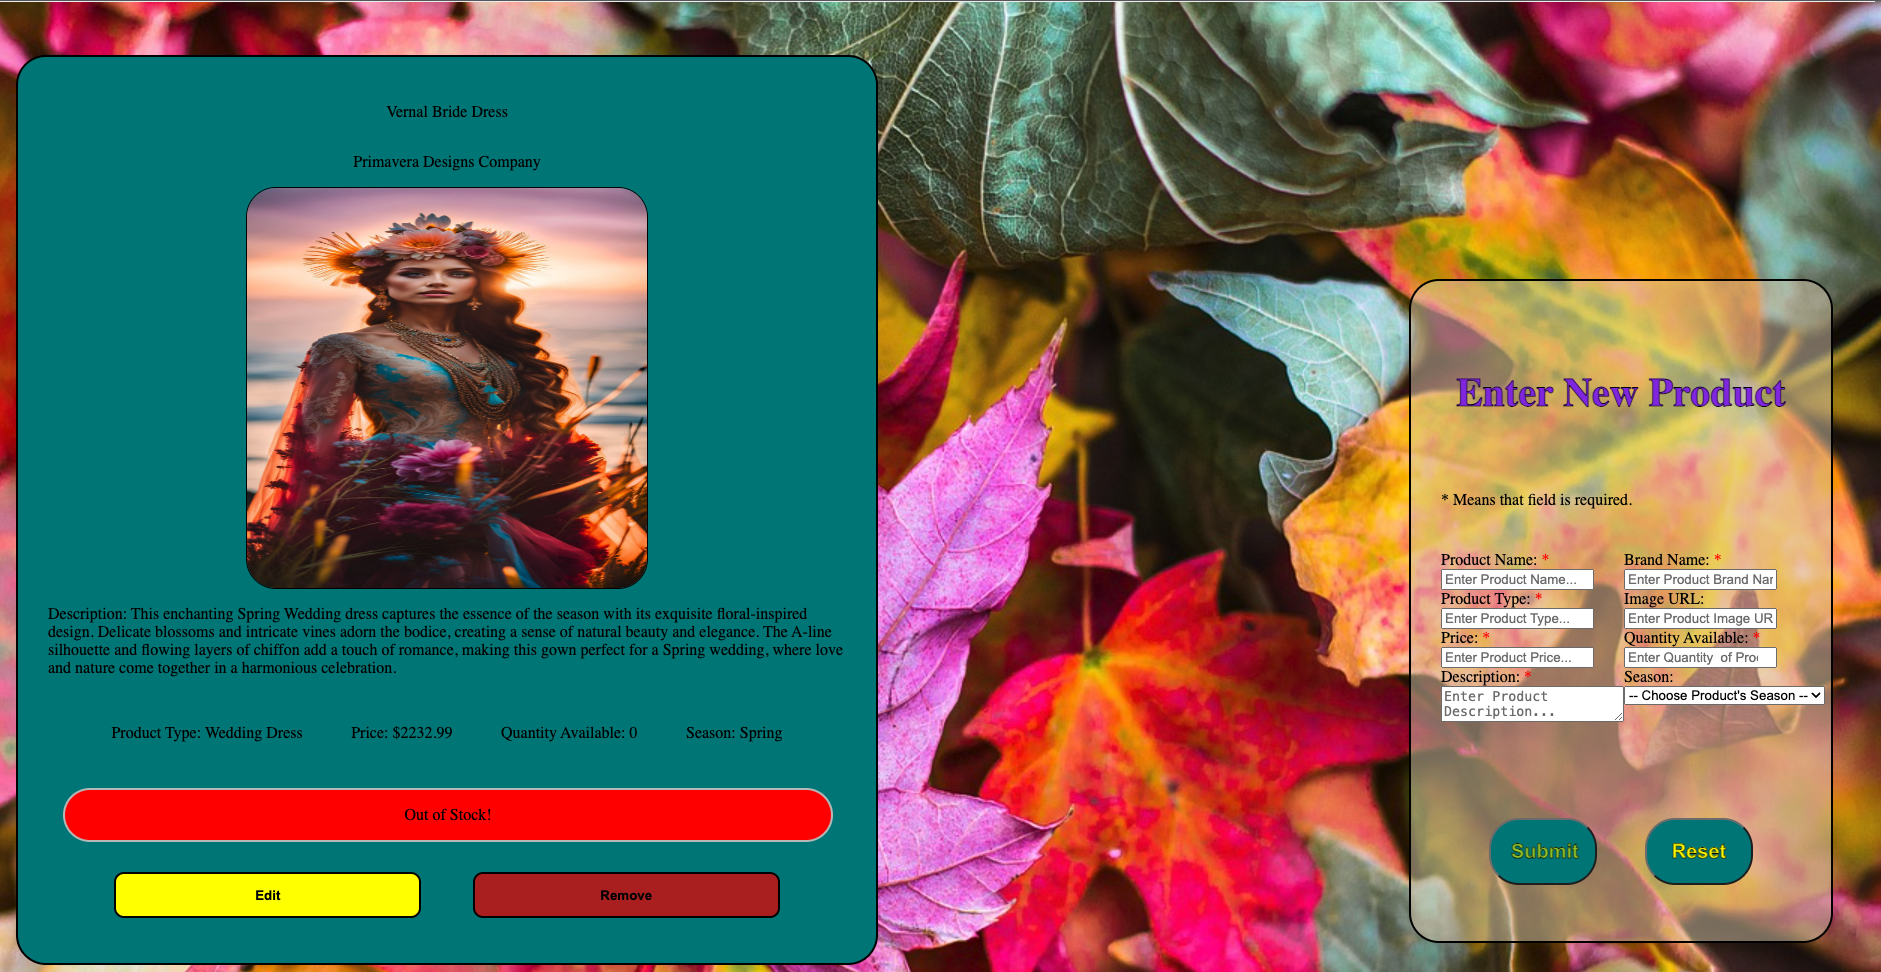 Vernal Bride Dress
Primavera Designs Company
Description: This enchanting Spring Wedding dress captures the essence of the season with its exquisite floral-inspired
design. Delicate blossoms and intricate vines adorn the bodice, creating a sense of natural beauty and elegance. The A-line
silhouette and flowing layers of chiffon add a touch of romance, making this gown perfect for a Spring wedding, where love
and nature come together in a harmonious celebration.
Product Type: Wedding Dress Price: $2232.99 Quantity Available: 0 Season: Spring
Out of Stock!
Edit Remove
Enter New Product
* Means that field is required.
Product Name: * Brand Name: *
Enter Product Name... Enter Product Brand Nar
Product Type: * Image URL:
Enter Product Type... Enter Product Image UR
Price: * Quantity Available: *
Enter Product Price... Enter Quantity of Pro
Description: * Season:
Enter Product -- Choose Product's Season --
Description...
Submit Reset